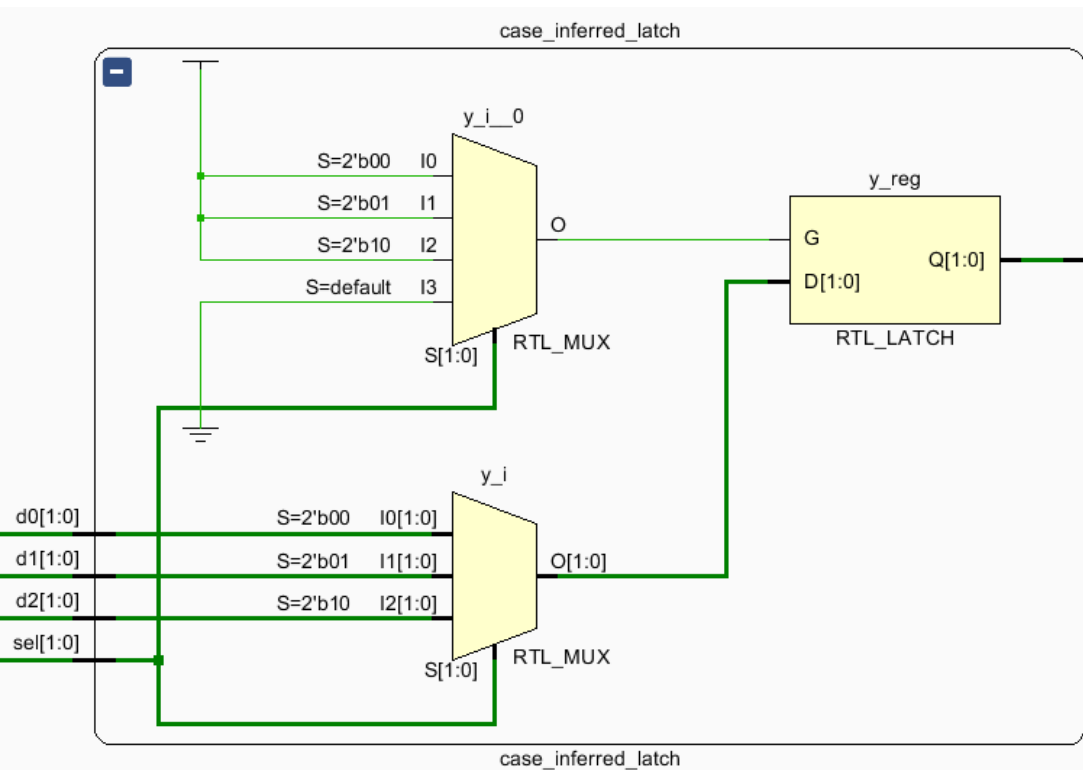 case_inferred_latch
y_i__0
S=2'b00 I0
S=2'b01 I1
S=2'b10 I2
S=default I3
O
S[1:0]
RTL_MUX
y_reg
G
D[1:0]
Q[1:0]
RTL_LATCH
y_i
d0[1:0]
S=2'b00 I0[1:0]
d1[1:0]
S=2'b01 I1[1:0]
O[1:0]
d2[1:0]
S=2'b10 I2[1:0]
sel[1:0]
S[1:0]
RTL_MUX
case_inferred_latch